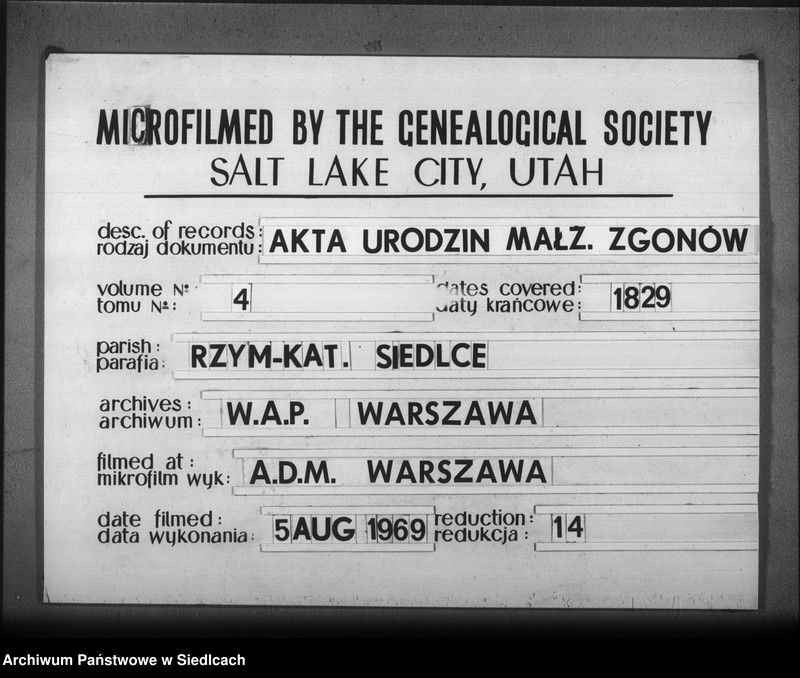 MICROFILMED BY THE GENEALOGICAL SOCIETY
SALT LAKE CITY, UTAH
desc. of records:
rodzaj dokumentu: AKTA URODZIN MAŁŻ. ZGONÓW
volume №:
tomu №: 4
dates covered:
daty krańcowe: 1829
parish:
parafia: RZYM-KAT. SIEDLCE
archives:
archiwum: W.A.P. WARSZAWA
filmed at:
mikrofilm wyk: A.D.M. WARSZAWA
date filmed:
data wykonania: 5 AUG 1969
reduction:
redukcja: 14
Archiwum Państwowe w Siedlcach